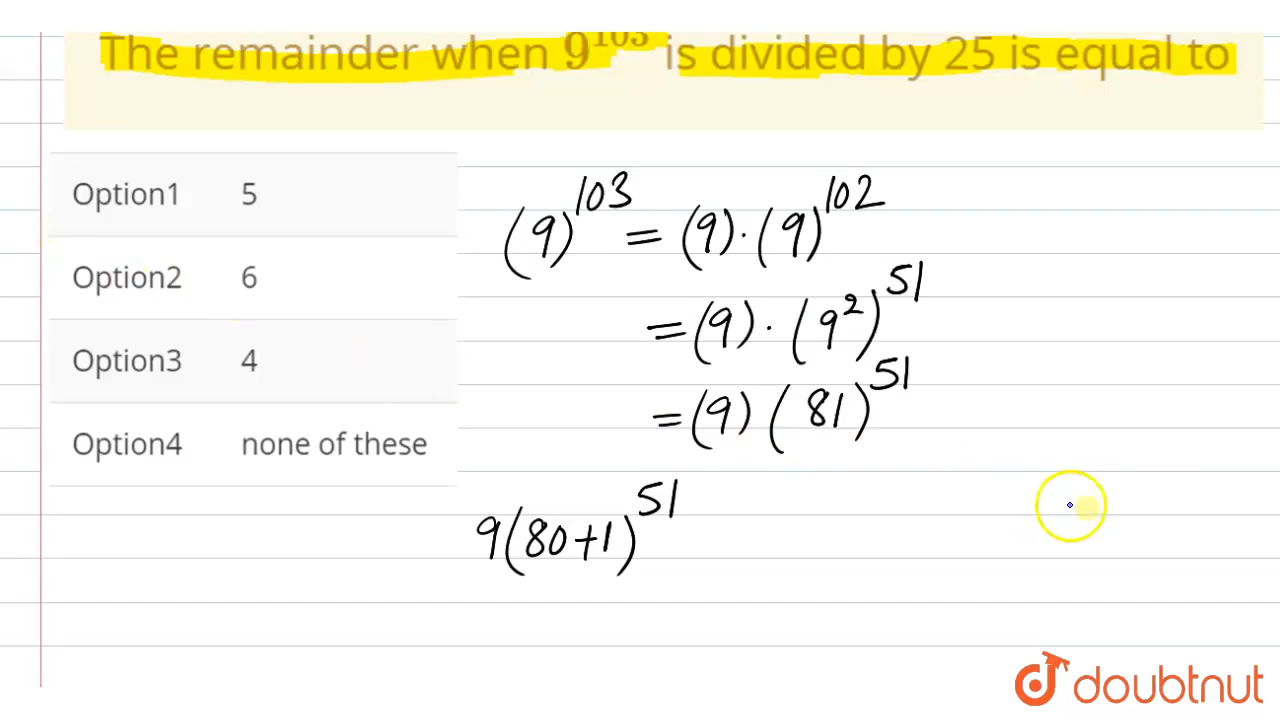 The remainder when 9^103 is divided by 25 is equal to
Option1 5
Option2 6
Option3 4
Option4 none of these
(9)^103 = (9)·(9)^102
= (9)·(9^2)^51
= (9)(81)^51
9(80+1)^51
doubtnut